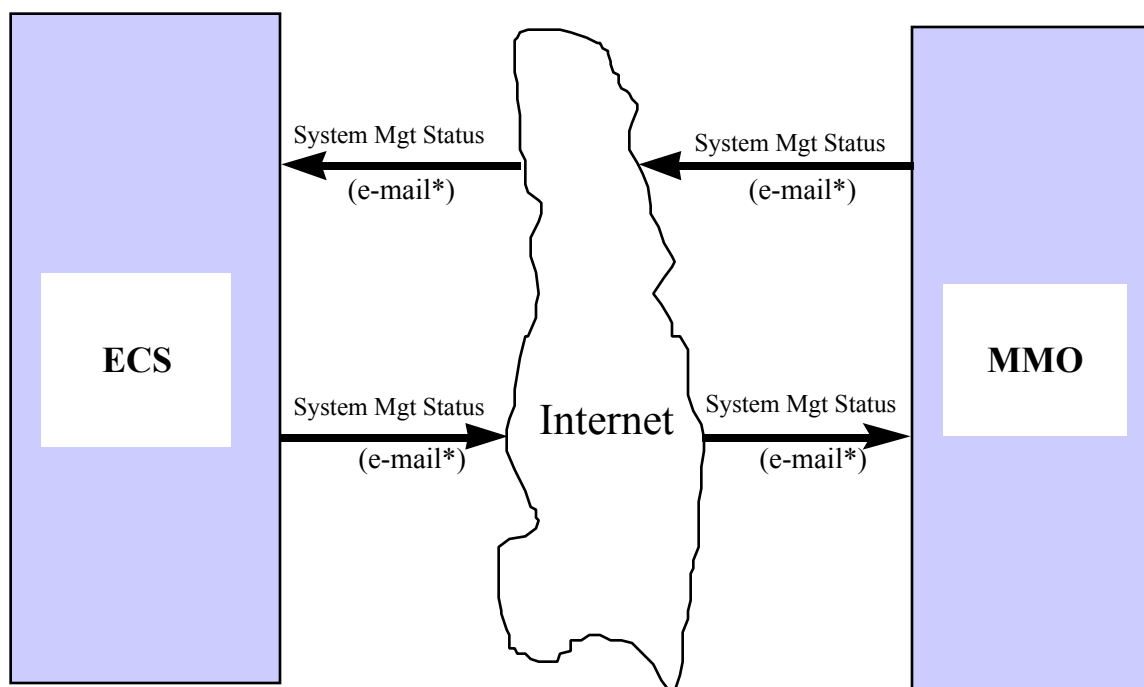 System Mgt Status
(e-mail*)
System Mgt Status
(e-mail*)
ECS
MMO
System Mgt Status
(e-mail*)
Internet
System Mgt Status
(e-mail*)